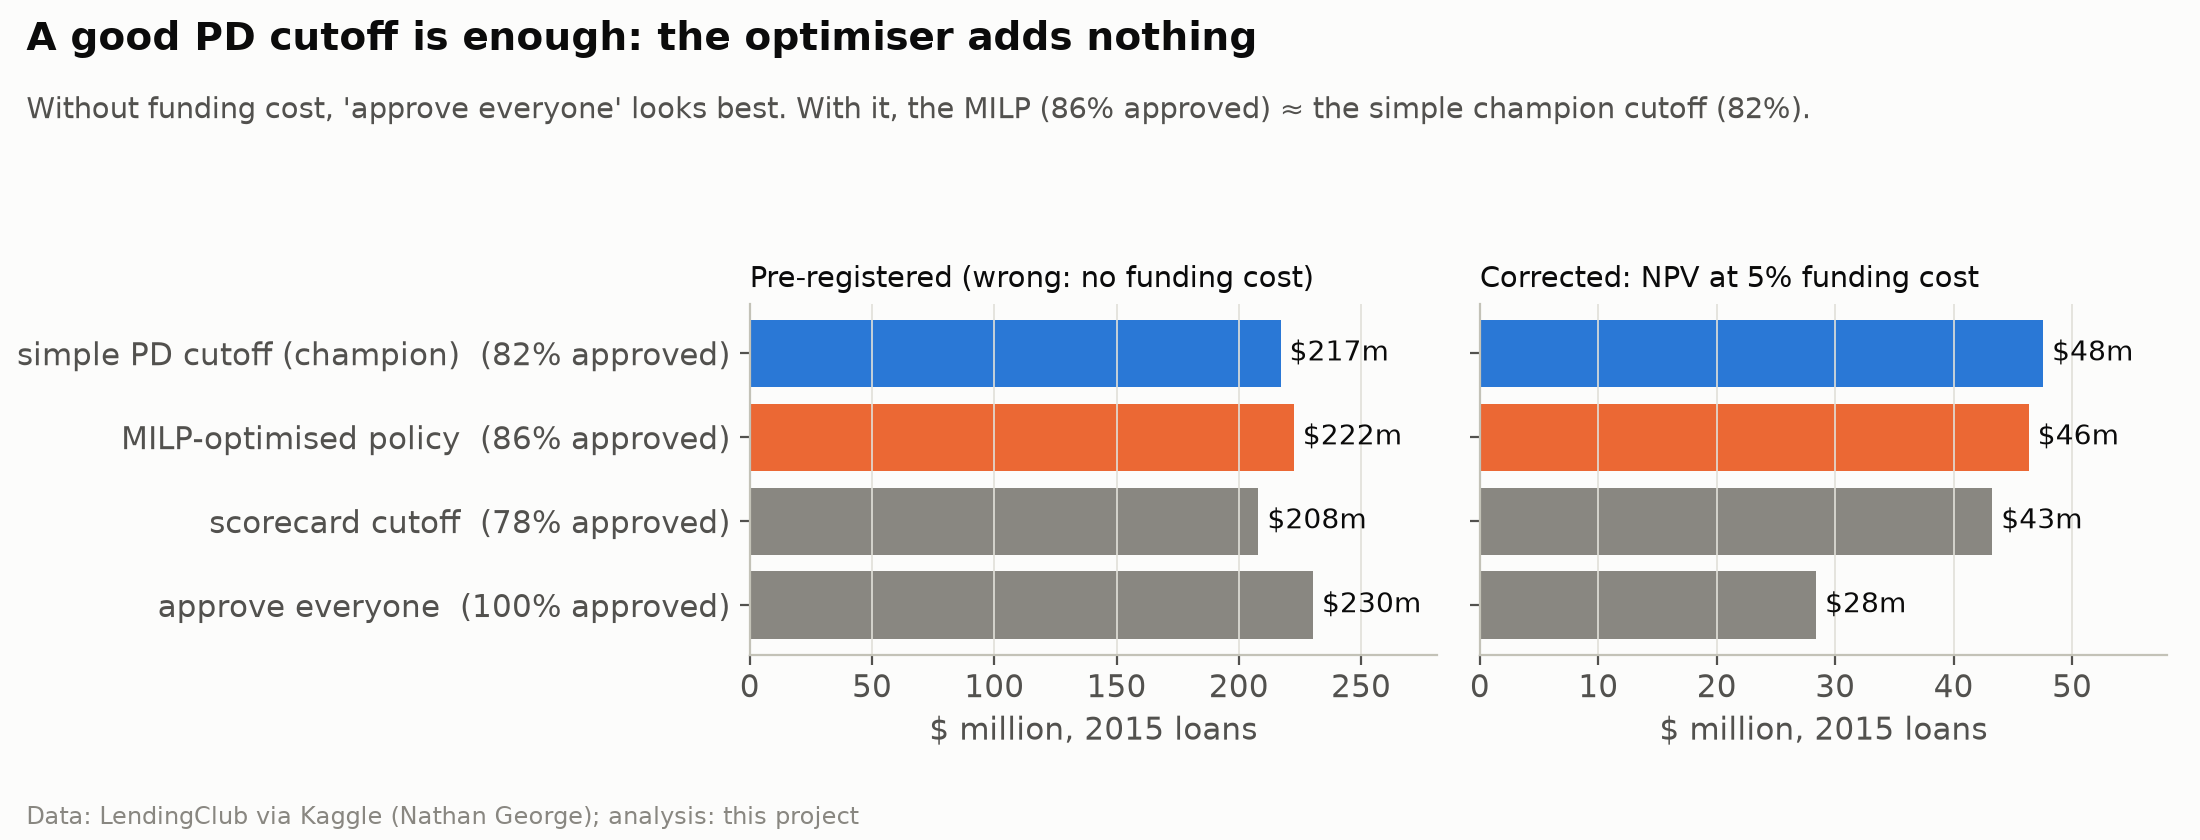 A good PD cutoff is enough: the optimiser adds nothing
Without funding cost, 'approve everyone' looks best. With it, the MILP (86% approved) ≈ the simple champion cutoff (82%).
Pre-registered (wrong: no funding cost)
Corrected: NPV at 5% funding cost
simple PD cutoff (champion) (82% approved)
$217m
$48m
MILP-optimised policy (86% approved)
$222m
$46m
scorecard cutoff (78% approved)
$208m
$43m
approve everyone (100% approved)
$230m
$28m
0 50 100 150 200 250
0 10 20 30 40 50
$ million, 2015 loans
$ million, 2015 loans
Data: LendingClub via Kaggle (Nathan George); analysis: this project